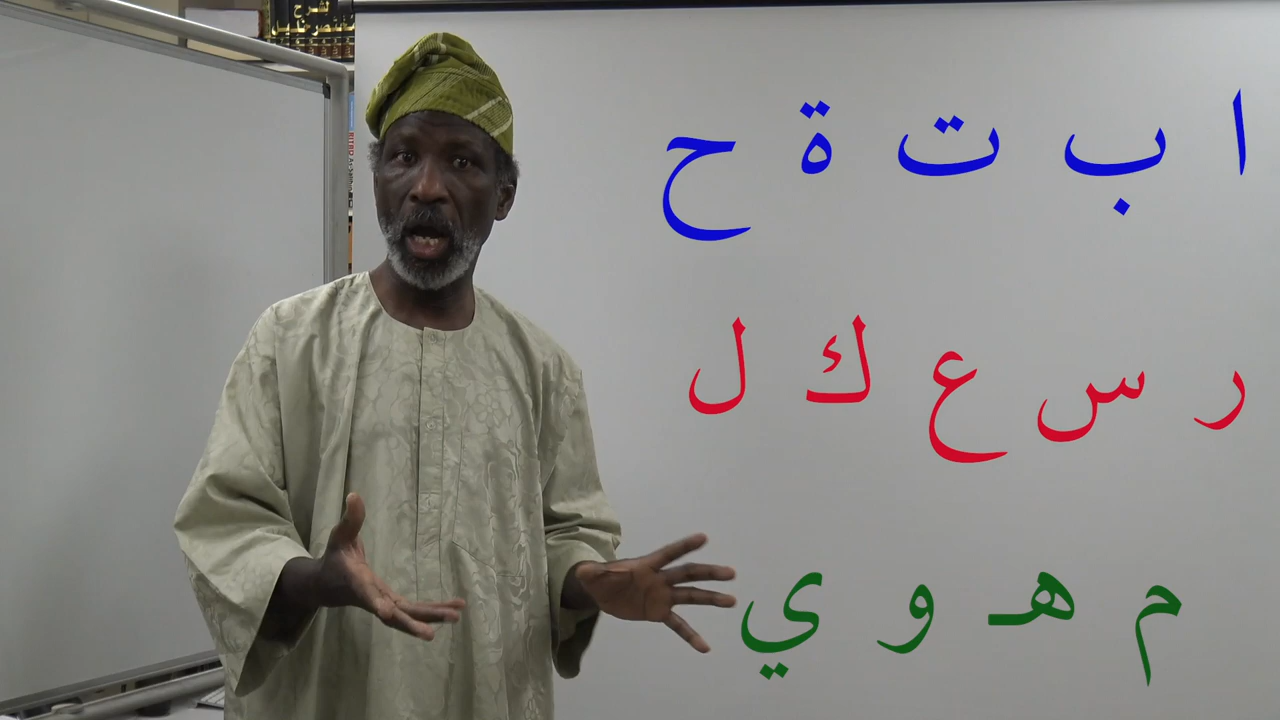 ا ب ت ة ح
ر س ع ك ل
م هـ و ي